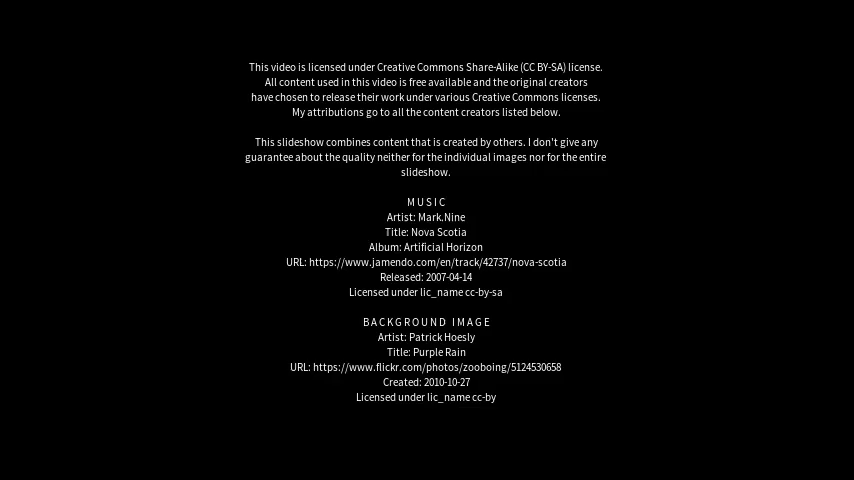 This video is licensed under Creative Commons Share-Alike (CC BY-SA) license.
All content used in this video is free available and the original creators
have chosen to release their work under various Creative Commons licenses.
My attributions go to all the content creators listed below.
This slideshow combines content that is created by others. I don't give any
guarantee about the quality neither for the individual images nor for the entire
slideshow.
MUSIC
Artist: Mark.Nine
Title: Nova Scotia
Album: Artificial Horizon
URL: https://www.jamendo.com/en/track/42737/nova-scotia
Released: 2007-04-14
Licensed under lic_name cc-by-sa
BACKGROUND IMAGE
Artist: Patrick Hoesly
Title: Purple Rain
URL: https://www.flickr.com/photos/zooboing/5124530658
Created: 2010-10-27
Licensed under lic_name cc-by